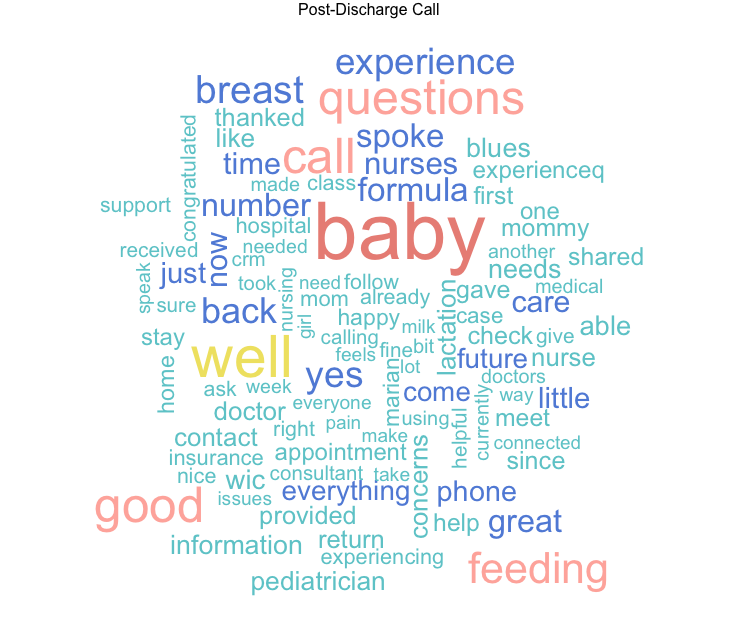 Post-Discharge Call
experience
breast
questions
thanked
congratulated
like
spoke
call
blues
time
nurses
experienceq
made
class
formula
first
support
number
one
hospital
baby
mommy
now
received
needed
another
shared
crm
needs
speak
just
took
nursing
need
follow
medical
gave
lactation
sure
mom
already
care
back
girl
happy
case
milk
able
stay
calling
check
give
well
feels
fine
bit
future
nurse
home
yes
lot
doctors
ask
week
marian
come
way
little
everyone
doctor
pain
using
helpful
currently
meet
right
make
contact
concerns
connected
insurance
appointment
since
nice
wic
consultant
take
issues
everything
phone
good
provided
help
great
information
return
experiencing
feeding
pediatrician